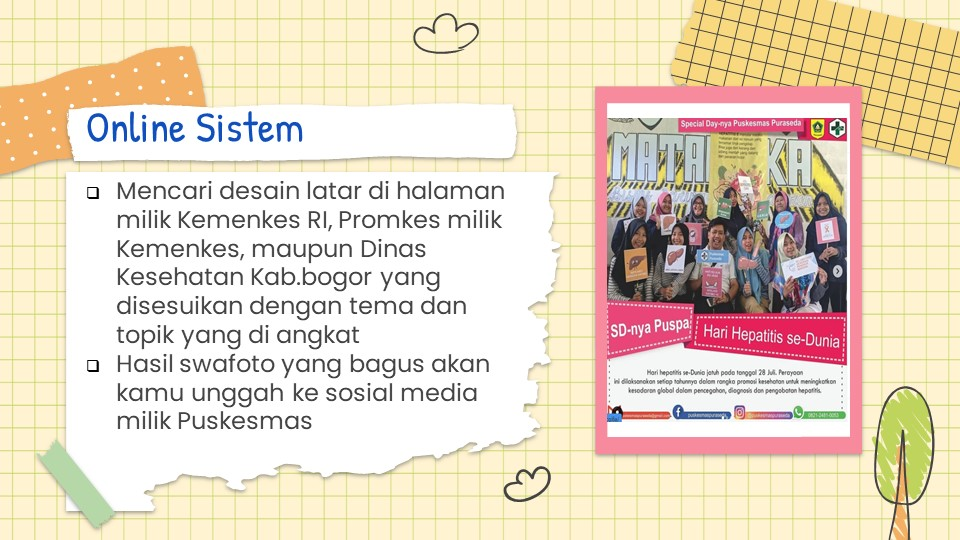 Online Sistem
Mencari desain latar di halaman
milik Kemenkes RI, Promkes milik
Kemenkes, maupun Dinas
Kesehatan Kab.bogor yang
disesuikan dengan tema dan
topik yang di angkat
Hasil swafoto yang bagus akan
kamu unggah ke sosial media
milik Puskesmas
Special Day-nya Puskesmas Puraseda
SD-nya Puspa
Hari Hepatitis se-Dunia
Hari hepatitis se-Dunia jatuh pada tanggal 28 Juli. Perayaan
ini dilaksanakan setiap tahunnya dalam rangka promosi kesehatan untuk meningkatkan
kesadaran global dalam pencegahan, diagnosis dan pengobatan hepatitis.